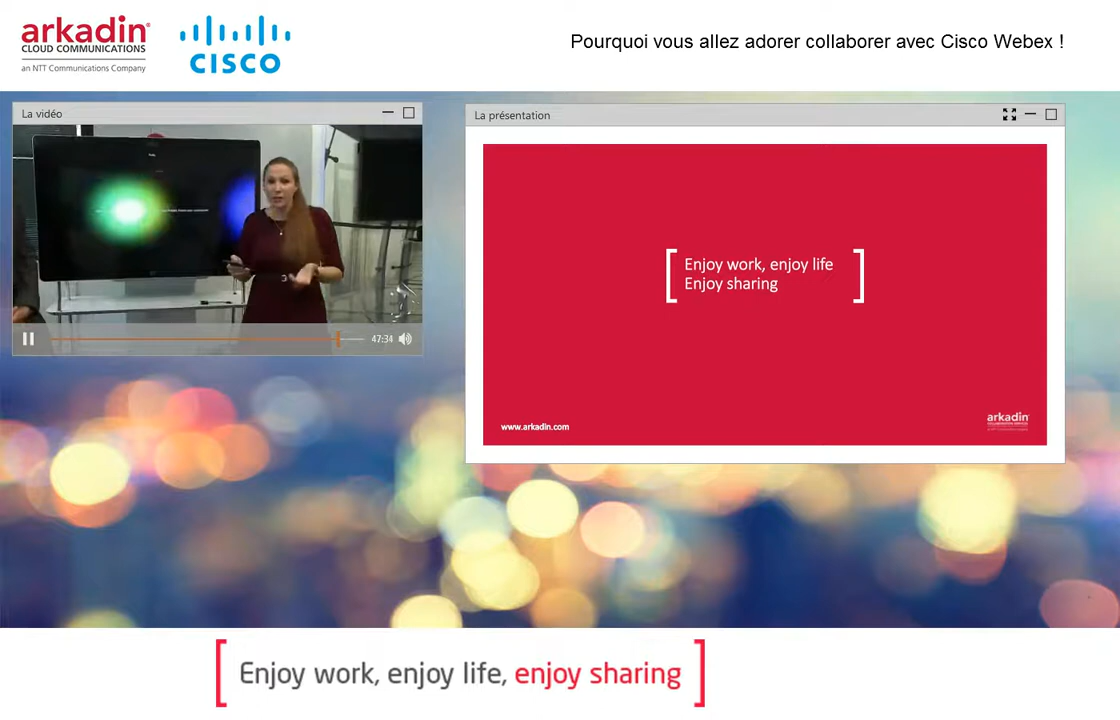 arkadin
CLOUD COMMUNICATIONS
an NTT Communications Company
CISCO
Pourquoi vous allez adorer collaborer avec Cisco Webex !
La vidéo
47:34
La présentation
Enjoy work, enjoy life
Enjoy sharing
www.arkadin.com
arkadin
Enjoy work, enjoy life, enjoy sharing